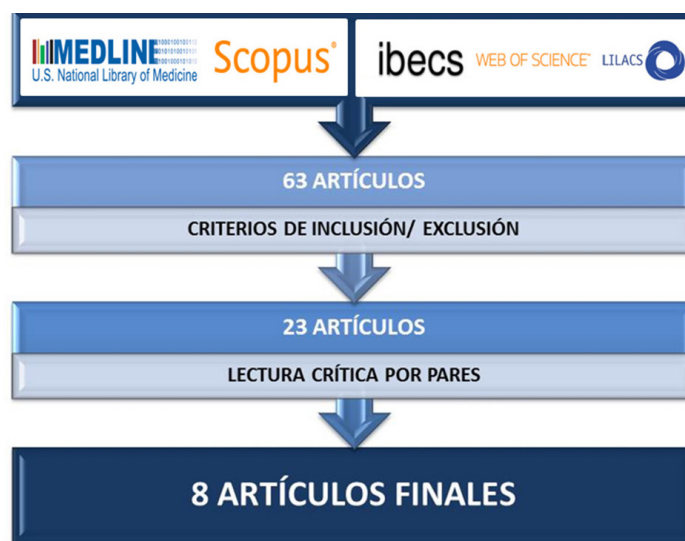 MEDLINE
U.S. National Library of Medicine
Scopus®
ibecs
WEB OF SCIENCE™
LILACS
63 ARTÍCULOS
CRITERIOS DE INCLUSIÓN/ EXCLUSIÓN
23 ARTÍCULOS
LECTURA CRÍTICA POR PARES
8 ARTÍCULOS FINALES